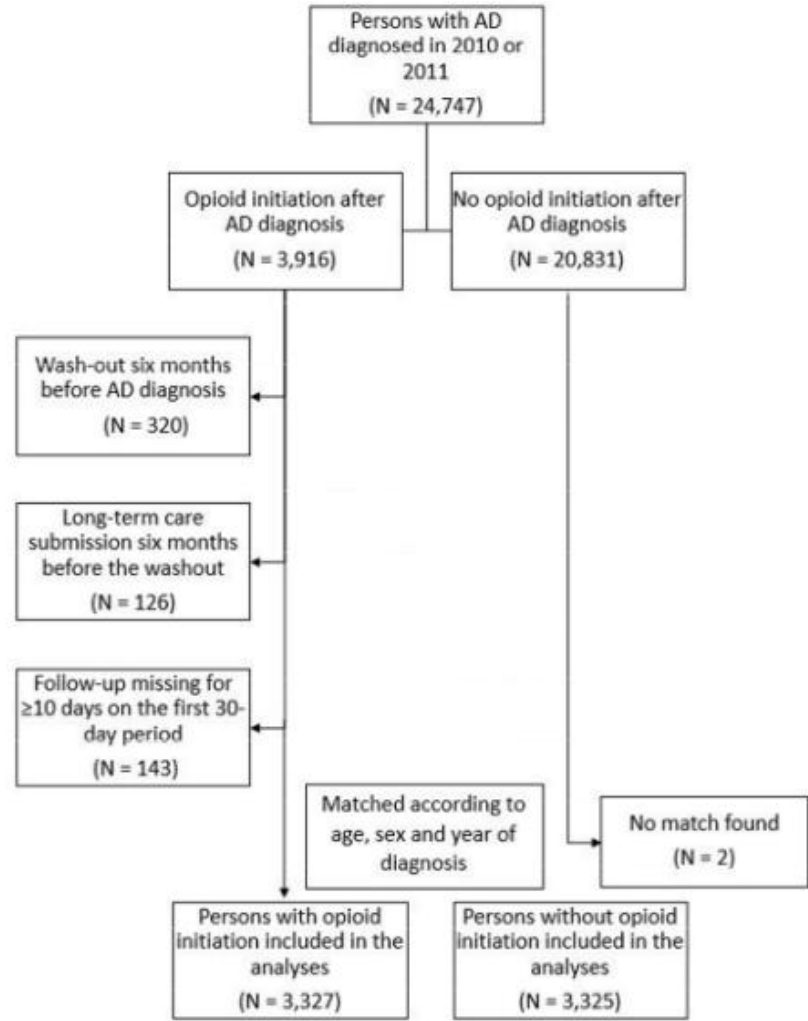 Persons with AD
diagnosed in 2010 or
2011
(N = 24,747)
Opioid initiation after
AD diagnosis
(N = 3,916)
No opioid initiation after
AD diagnosis
(N = 20,831)
Wash-out six months
before AD diagnosis
(N = 320)
Long-term care
submission six months
before the washout
(N = 126)
Follow-up missing for
≥10 days on the first 30-
day period
(N = 143)
Matched according to
age, sex and year of
diagnosis
No match found
(N = 2)
Persons with opioid
initiation included in the
analyses
(N = 3,327)
Persons without opioid
initiation included in the
analyses
(N = 3,325)